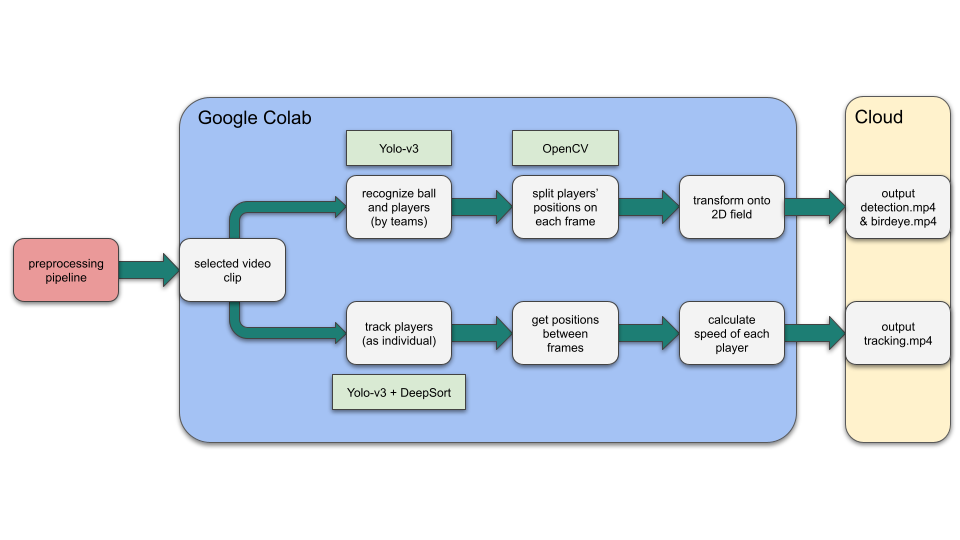 Google Colab
Cloud
Yolo-v3
OpenCV
recognize ball
and players
(by teams)
split players’
positions on
each frame
transform onto
2D field
output
detection.mp4
& birdeye.mp4
preprocessing
pipeline
selected video
clip
track players
(as individual)
get positions
between
frames
calculate
speed of each
player
output
tracking.mp4
Yolo-v3 + DeepSort